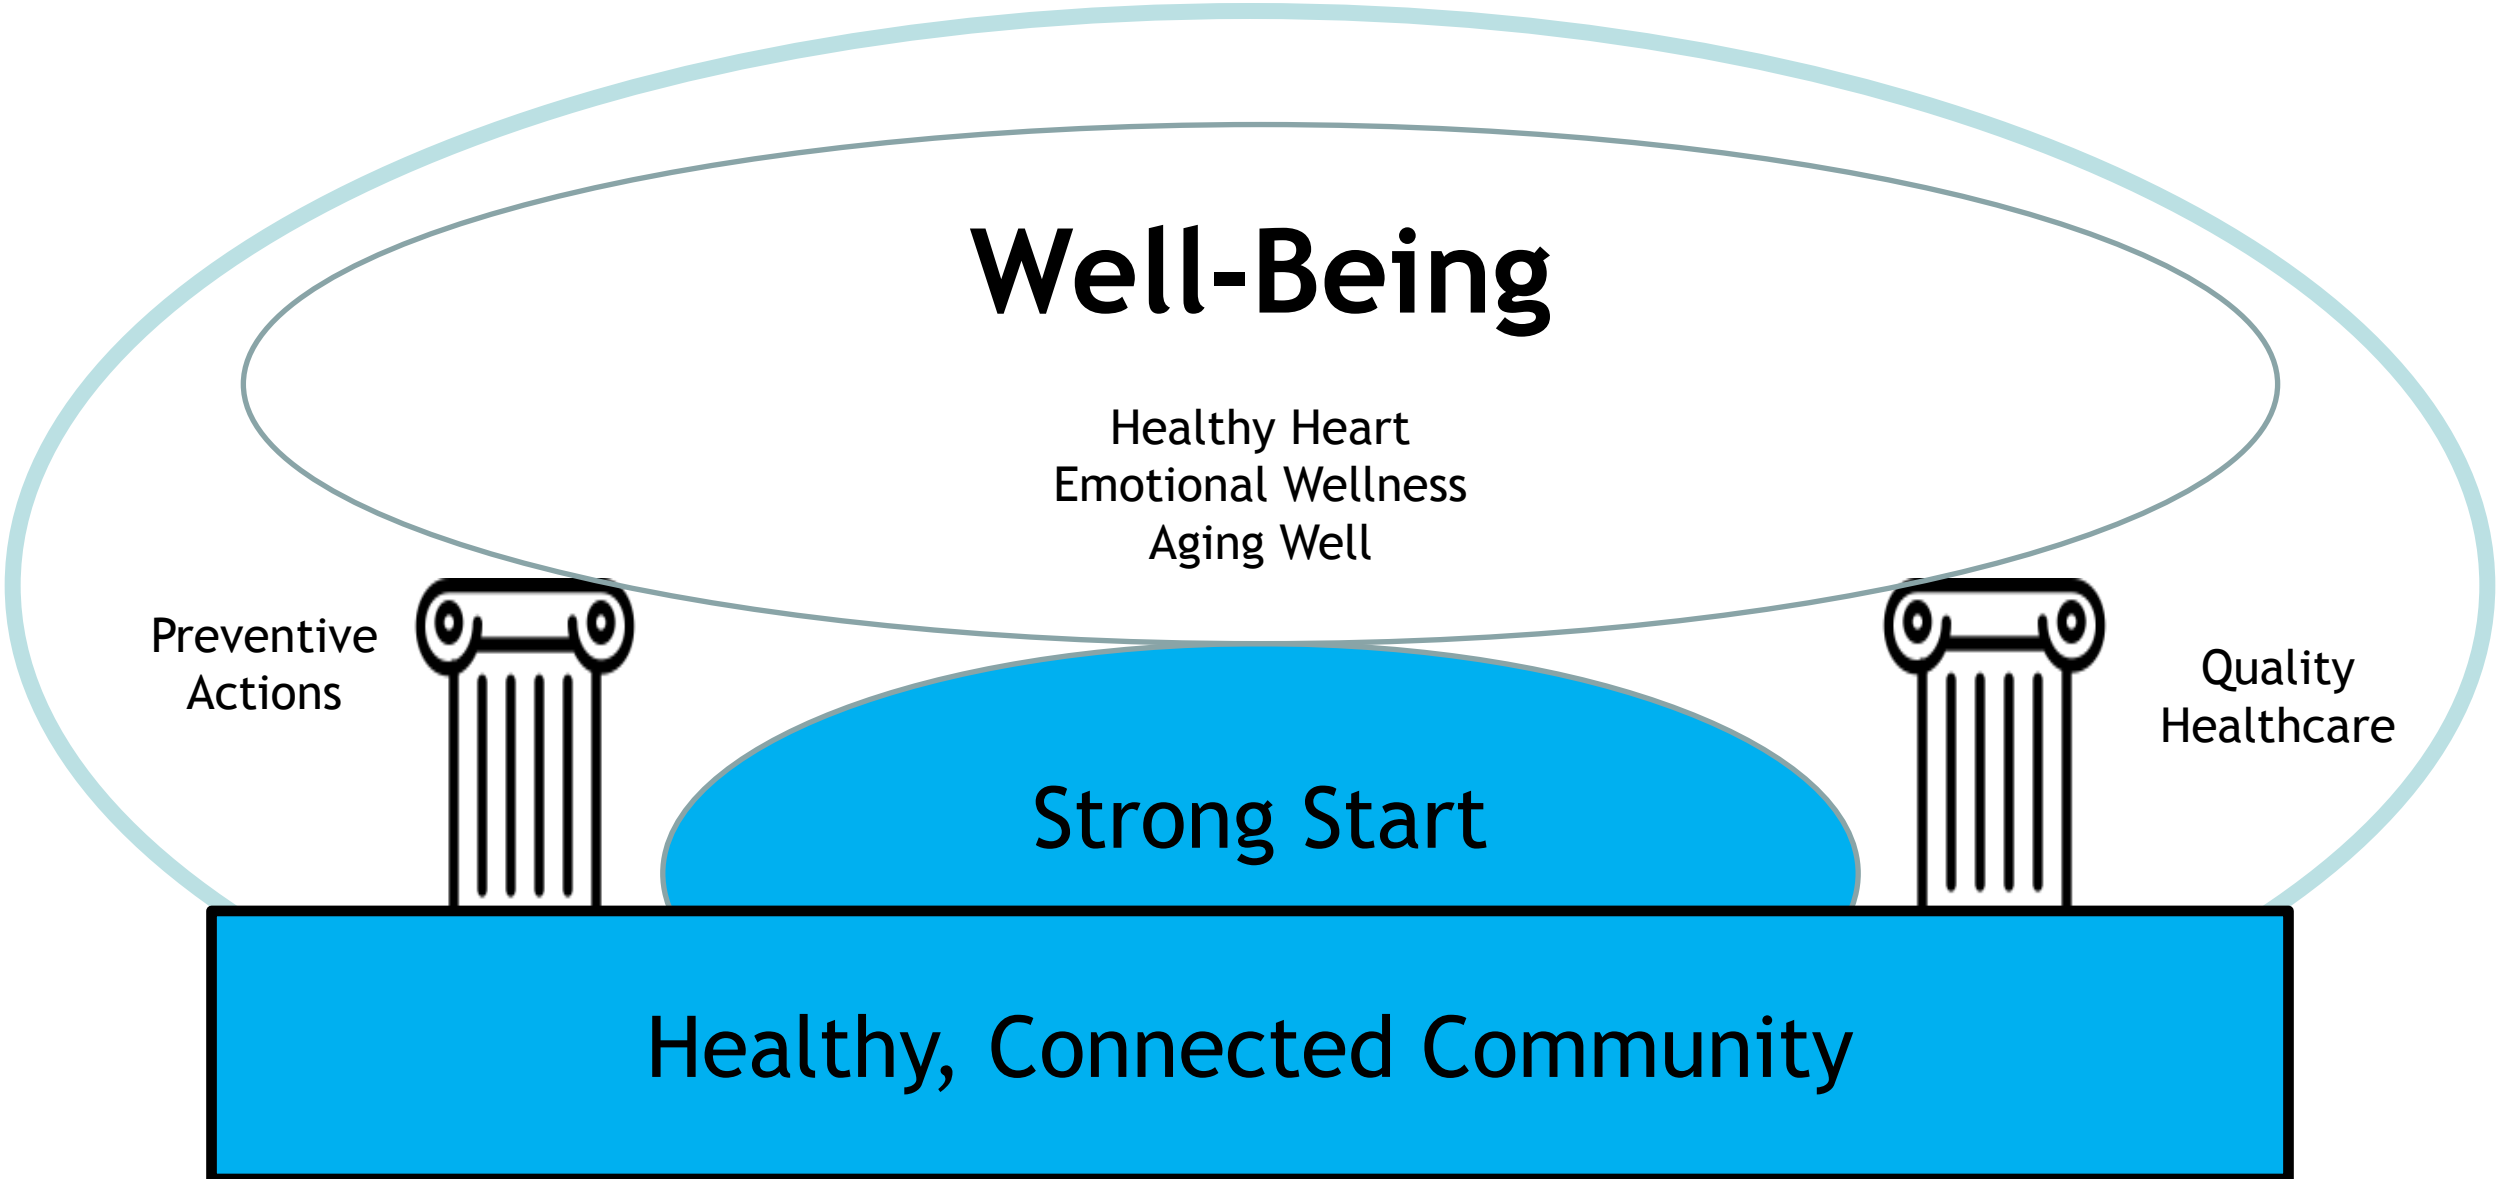 Well-Being
Healthy Heart
Emotional Wellness
Aging Well
Preventive
Actions
Quality
Healthcare
Strong Start
Healthy, Connected Community